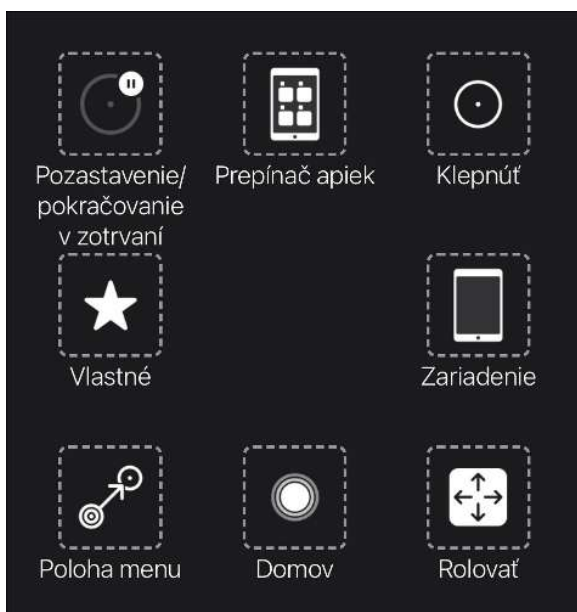 Pozastavenie/
pokračovanie
v zotrvaní
Prepínač apiek
Klepnúť
Vlastné
Zariadenie
Poloha menu
Domov
Rolovať